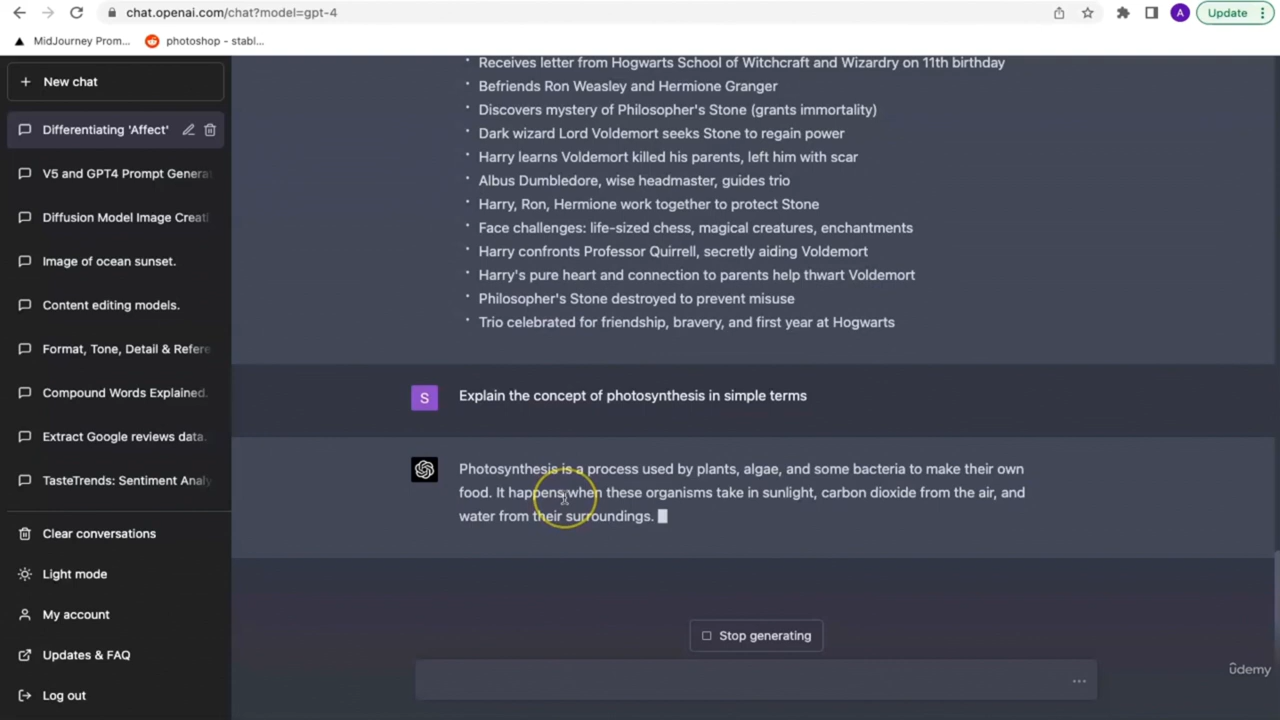 chat.openai.com/chat?model=gpt-4
A
Update
MidJourney Prom...
photoshop - stabl...
New chat
Differentiating 'Affect'
V5 and GPT4 Prompt Genera
Diffusion Model Image Creati
Image of ocean sunset.
Content editing models.
Format, Tone, Detail & Refere
Compound Words Explained.
Extract Google reviews data.
TasteTrends: Sentiment Analy
Clear conversations
Light mode
My account
Updates & FAQ
Log out
• Receives letter from Hogwarts School of Witchcraft and Wizardry on 11th birthday
• Befriends Ron Weasley and Hermione Granger
• Discovers mystery of Philosopher's Stone (grants immortality)
• Dark wizard Lord Voldemort seeks Stone to regain power
• Harry learns Voldemort killed his parents, left him with scar
• Albus Dumbledore, wise headmaster, guides trio
• Harry, Ron, Hermione work together to protect Stone
• Face challenges: life-sized chess, magical creatures, enchantments
• Harry confronts Professor Quirrell, secretly aiding Voldemort
• Harry's pure heart and connection to parents help thwart Voldemort
• Philosopher's Stone destroyed to prevent misuse
• Trio celebrated for friendship, bravery, and first year at Hogwarts
S
Explain the concept of photosynthesis in simple terms
Photosynthesis is a process used by plants, algae, and some bacteria to make their own
food. It happens when these organisms take in sunlight, carbon dioxide from the air, and
water from their surroundings.
Stop generating
ûdemy